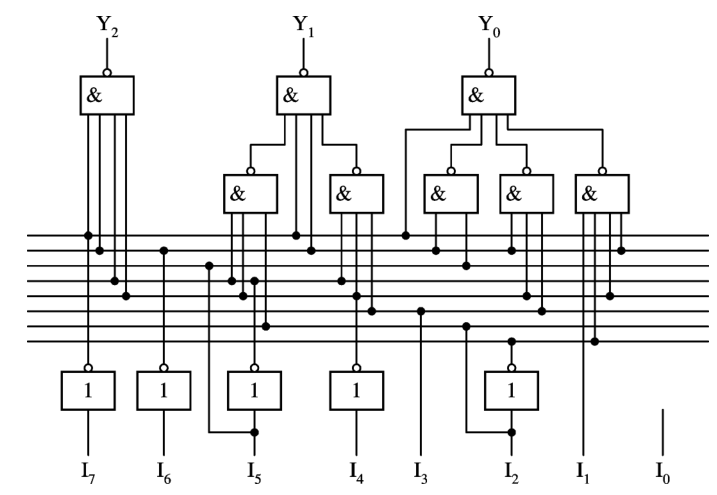 Y₂ Y₁ Y₀
& & &
& & & & &
1 1 1 1 1
I₇ I₆ I₅ I₄ I₃ I₂ I₁ I₀